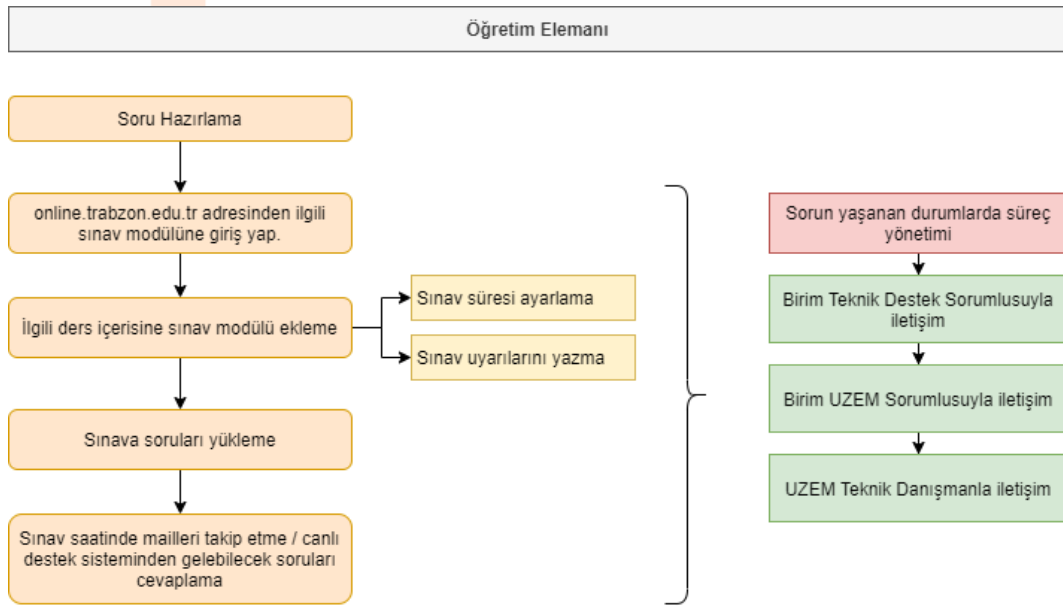 Öğretim Elemanı
Soru Hazırlama
online.trabzon.edu.tr adresinden ilgili
sınav modülüne giriş yap.
İlgili ders içerisine sınav modülü ekleme
Sınav süresi ayarlama
Sınav uyarılarını yazma
Sınava soruları yükleme
Sınav saatinde mailleri takip etme / canlı
destek sisteminden gelebilecek soruları
cevaplama
Sorun yaşanan durumlarda süreç
yönetimi
Birim Teknik Destek Sorumlusuyla
iletişim
Birim UZEM Sorumlusuyla iletişim
UZEM Teknik Danışmanla iletişim